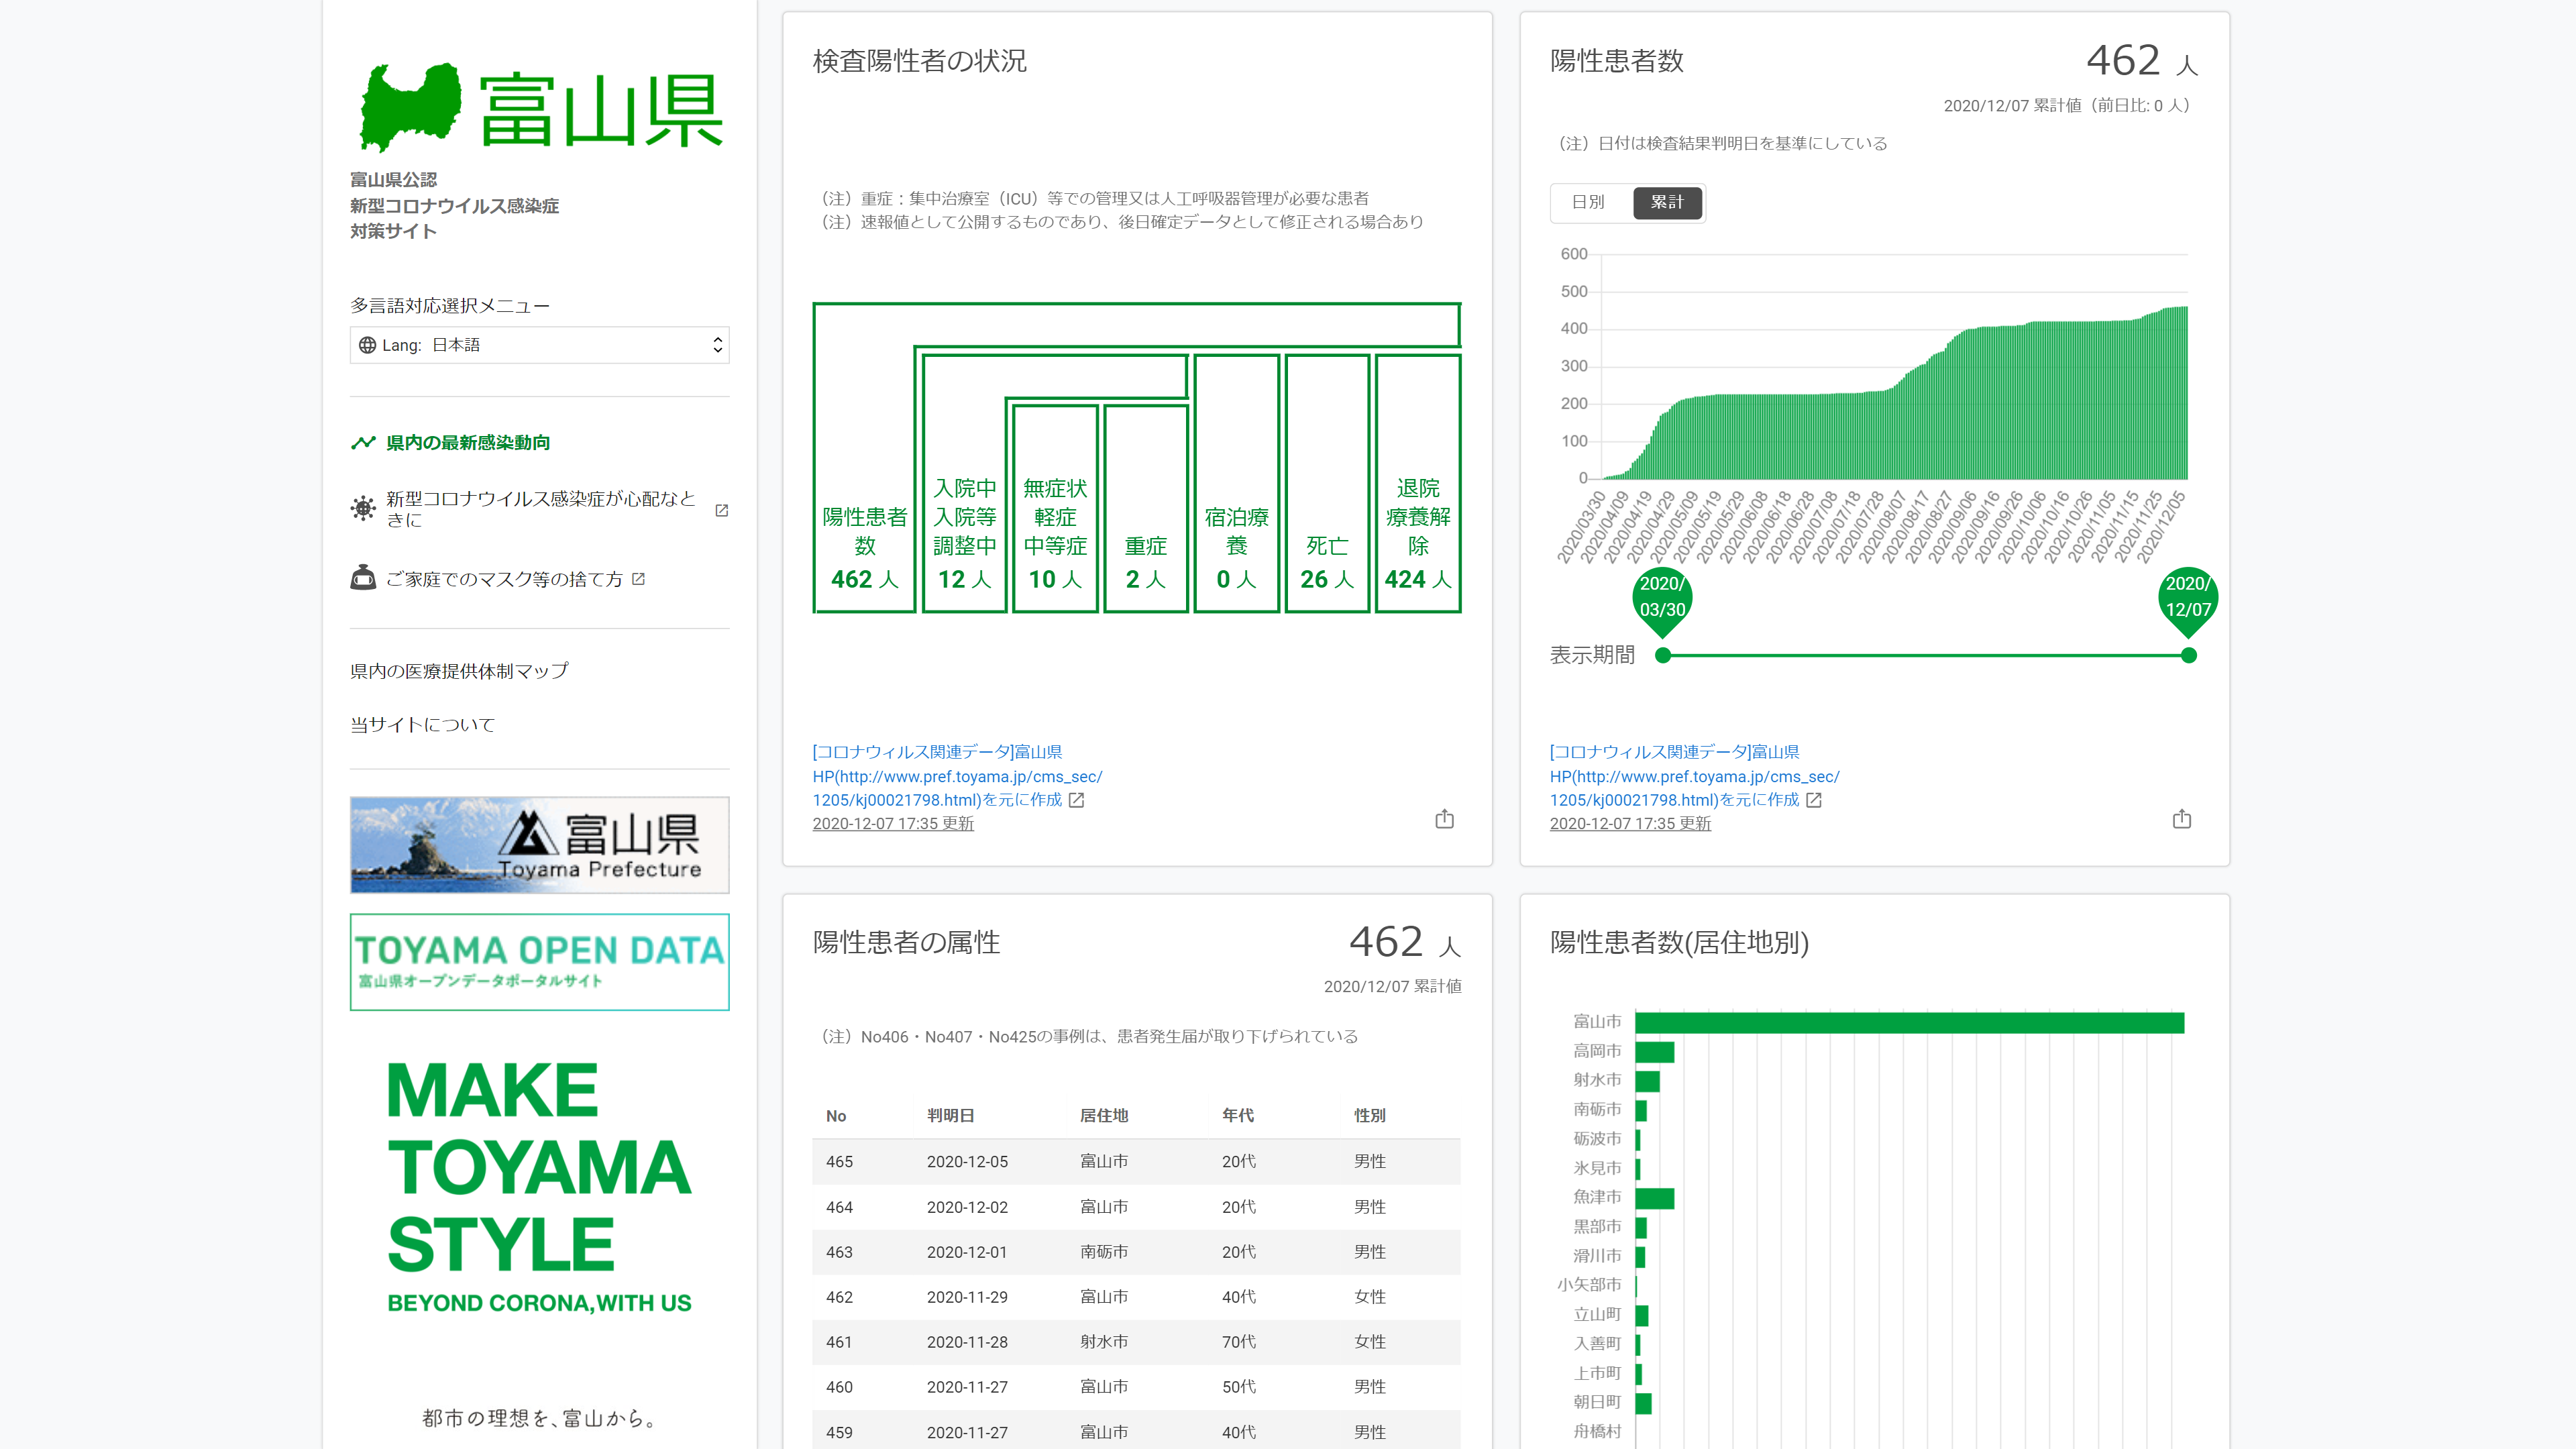 富山県
富山県公認
新型コロナウイルス感染症
対策サイト
多言語対応選択メニュー
Lang: 日本語
県内の最新感染動向
新型コロナウイルス感染症が心配なと
きに
ご家庭でのマスク等の捨て方
県内の医療提供体制マップ
当サイトについて
富山県
Toyama Prefecture
TOYAMA OPEN DATA
富山県オープンデータポータルサイト
MAKE
TOYAMA
STYLE
BEYOND CORONA,WITH US
都市の理想を、富山から。
検査陽性者の状況
（注）重症：集中治療室（ICU）等での管理又は人工呼吸器管理が必要な患者
（注）速報値として公開するものであり、後日確定データとして修正される場合あり
陽性患者
数
462 人
入院中
入院等
調整中
12 人
無症状
軽症
中等症
10 人
重症
2 人
宿泊療
養
0 人
死亡
26 人
退院
療養解
除
424 人
[コロナウィルス関連データ]富山県
HP(http://www.pref.toyama.jp/cms_sec/
1205/kj00021798.html)を元に作成
2020-12-07 17:35 更新
陽性患者数
462 人
2020/12/07 累計値（前日比: 0 人）
（注）日付は検査結果判明日を基準にしている
日別 累計
600
500
400
300
200
100
0
2020/03/30
2020/04/09
2020/04/19
2020/04/29
2020/05/09
2020/05/19
2020/05/29
2020/06/08
2020/06/18
2020/06/28
2020/07/08
2020/07/18
2020/07/28
2020/08/07
2020/08/17
2020/08/27
2020/09/06
2020/09/16
2020/09/26
2020/10/06
2020/10/16
2020/10/26
2020/11/05
2020/11/15
2020/11/25
2020/12/05
2020/
03/30
2020/
12/07
表示期間
[コロナウィルス関連データ]富山県
HP(http://www.pref.toyama.jp/cms_sec/
1205/kj00021798.html)を元に作成
2020-12-07 17:35 更新
陽性患者の属性
462 人
2020/12/07 累計値
（注）No406・No407・No425の事例は、患者発生届が取り下げられている
No 判明日 居住地 年代 性別
465 2020-12-05 富山市 20代 男性
464 2020-12-02 富山市 20代 男性
463 2020-12-01 南砺市 20代 男性
462 2020-11-29 富山市 40代 女性
461 2020-11-28 射水市 70代 女性
460 2020-11-27 富山市 50代 男性
459 2020-11-27 富山市 40代 男性
陽性患者数(居住地別)
富山市
高岡市
射水市
南砺市
砺波市
氷見市
魚津市
黒部市
滑川市
小矢部市
立山町
入善町
上市町
朝日町
舟橋村